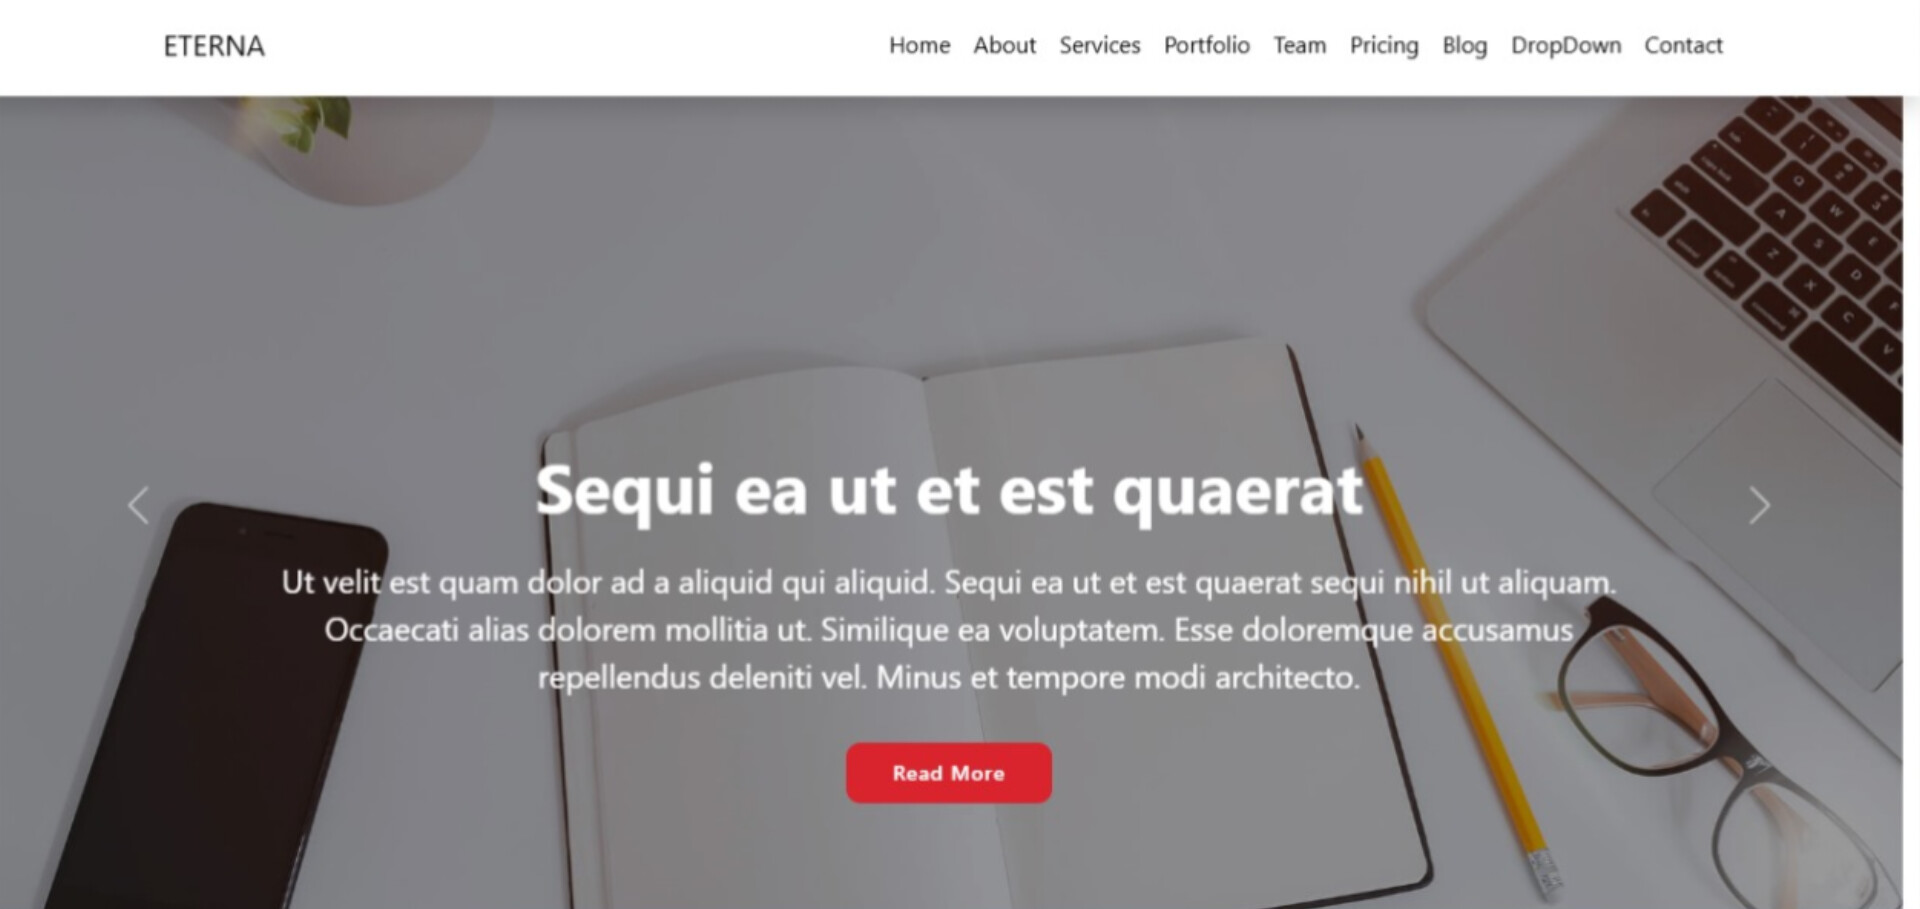 ETERNA
Home About Services Portfolio Team Pricing Blog DropDown Contact
Sequi ea ut et est quaerat
Ut velit est quam dolor ad a aliquid qui aliquid. Sequi ea ut et est quaerat sequi nihil ut aliquam.
Occaecati alias dolorem mollitia ut. Similique ea voluptatem. Esse doloremque accusamus
repellendus deleniti vel. Minus et tempore modi architecto.
Read More